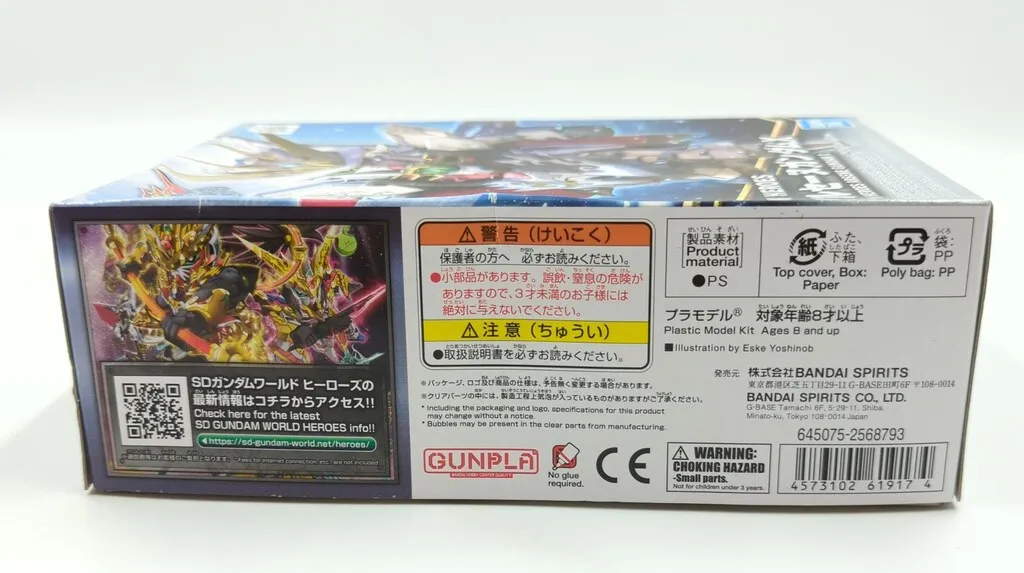 SDガンダムワールド ヒーローズの
最新情報はコチラからアクセス!!
Check here for the latest
SD GUNDAM WORLD HEROES info!!
https://sd-gundam-world.net/heroes/
*Fees for internet connection, etc. are not included.
警告（けいこく）
保護者の方へ 必ずお読みください。
●小部品があります。誤飲・窒息の危険が
ありますので、3才未満のお子様には
絶対に与えないでください。
注意（ちゅうい）
●取扱説明書を必ずお読みください。
※パッケージ、ロゴ及び商品の仕様は、予告無く変更する場合があります。
※クリアパーツの中には、製造工程上気泡が入っているものがありますがご了承ください。
* Including the packaging and logo, specifications for this product
may change without a notice.
* Bubbles may be present in the clear parts from manufacturing.
GUNPLA
BANDAI HOBBY CENTER QUALITY
No glue
required.
CE
製品素材
Product
material
●PS
紙
ふた、
下箱
Top cover, Box:
Paper
プラ
袋:
PP
Poly bag: PP
プラモデル® 対象年齢8才以上
Plastic Model Kit Ages 8 and up
■Illustration by Eske Yoshinob
発売元 株式会社BANDAI SPIRITS
東京都港区芝五丁目29-11 G-BASE田町6F 〒108-0014
BANDAI SPIRITS CO., LTD.
G-BASE Tamachi 6F, 5-29-11, Shiba,
Minato-ku, Tokyo 108-0014 Japan
645075-2568793
WARNING:
CHOKING HAZARD
-Small parts.
Not for children under 3 years.
4573102 61917 4